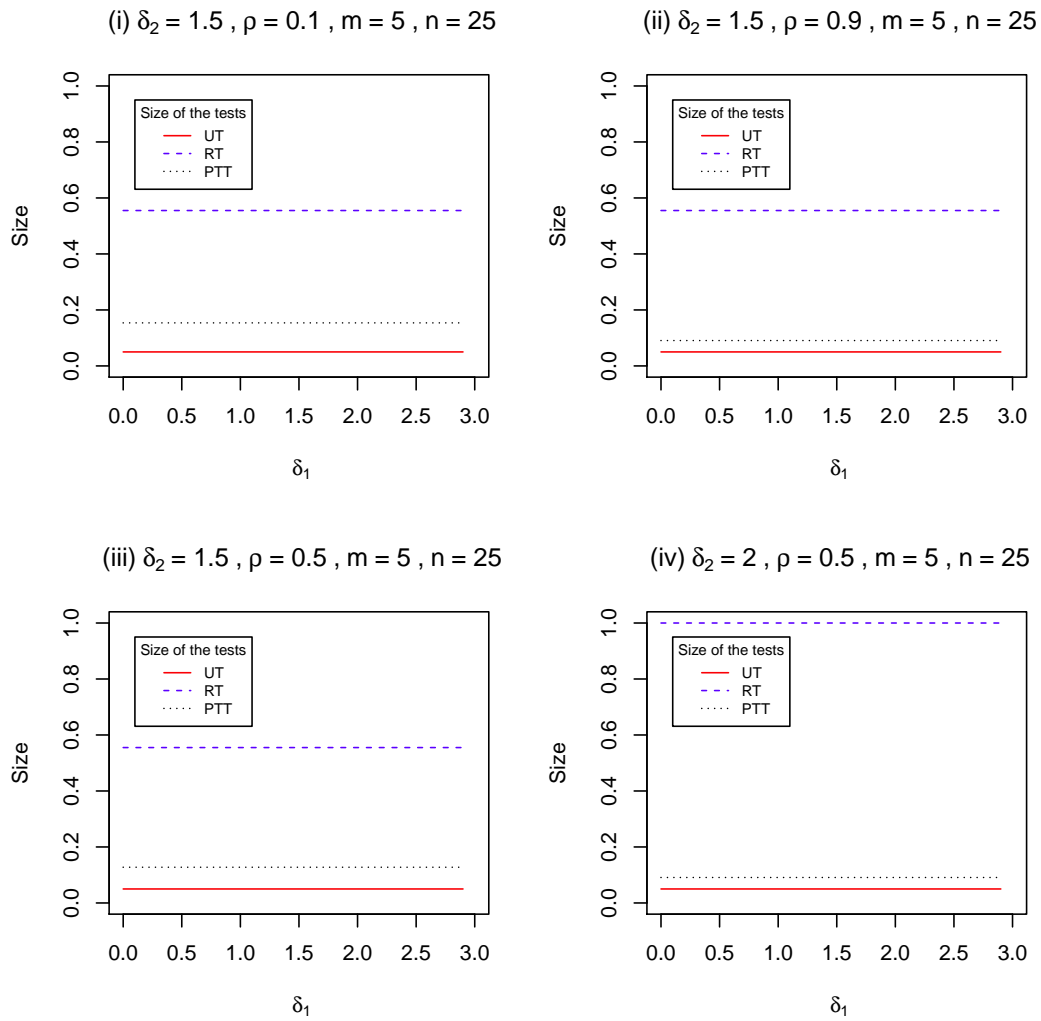 (i) δ₂ = 1.5 , ρ = 0.1 , m = 5 , n = 25
Size
1.0
0.8
0.6
0.4
0.2
0.0
Size of the tests
UT
RT
PTT
0.0 0.5 1.0 1.5 2.0 2.5 3.0
δ₁
(ii) δ₂ = 1.5 , ρ = 0.9 , m = 5 , n = 25
Size
1.0
0.8
0.6
0.4
0.2
0.0
Size of the tests
UT
RT
PTT
0.0 0.5 1.0 1.5 2.0 2.5 3.0
δ₁
(iii) δ₂ = 1.5 , ρ = 0.5 , m = 5 , n = 25
Size
1.0
0.8
0.6
0.4
0.2
0.0
Size of the tests
UT
RT
PTT
0.0 0.5 1.0 1.5 2.0 2.5 3.0
δ₁
(iv) δ₂ = 2 , ρ = 0.5 , m = 5 , n = 25
Size
1.0
0.8
0.6
0.4
0.2
0.0
Size of the tests
UT
RT
PTT
0.0 0.5 1.0 1.5 2.0 2.5 3.0
δ₁